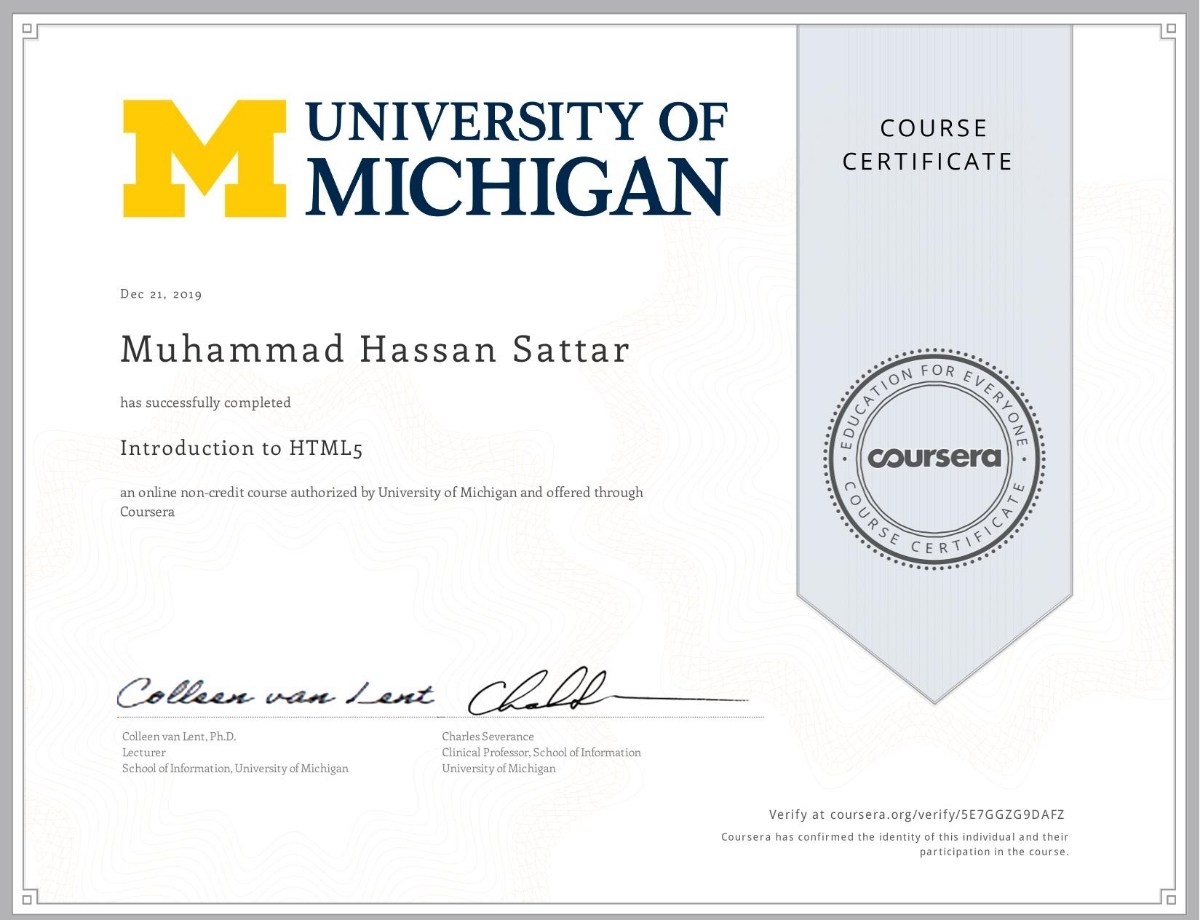 UNIVERSITY OF
MICHIGAN
COURSE
CERTIFICATE
Dec 21, 2019
Muhammad Hassan Sattar
has successfully completed
Introduction to HTML5
an online non-credit course authorized by University of Michigan and offered through
Coursera
EDUCATION FOR EVERYONE
coursera
COURSE CERTIFICATE
Colleen van Lent
Colleen van Lent, Ph.D.
Lecturer
School of Information, University of Michigan
Charles Severance
Clinical Professor, School of Information
University of Michigan
Verify at coursera.org/verify/5E7GGZG9DAFZ
Coursera has confirmed the identity of this individual and their
participation in the course.